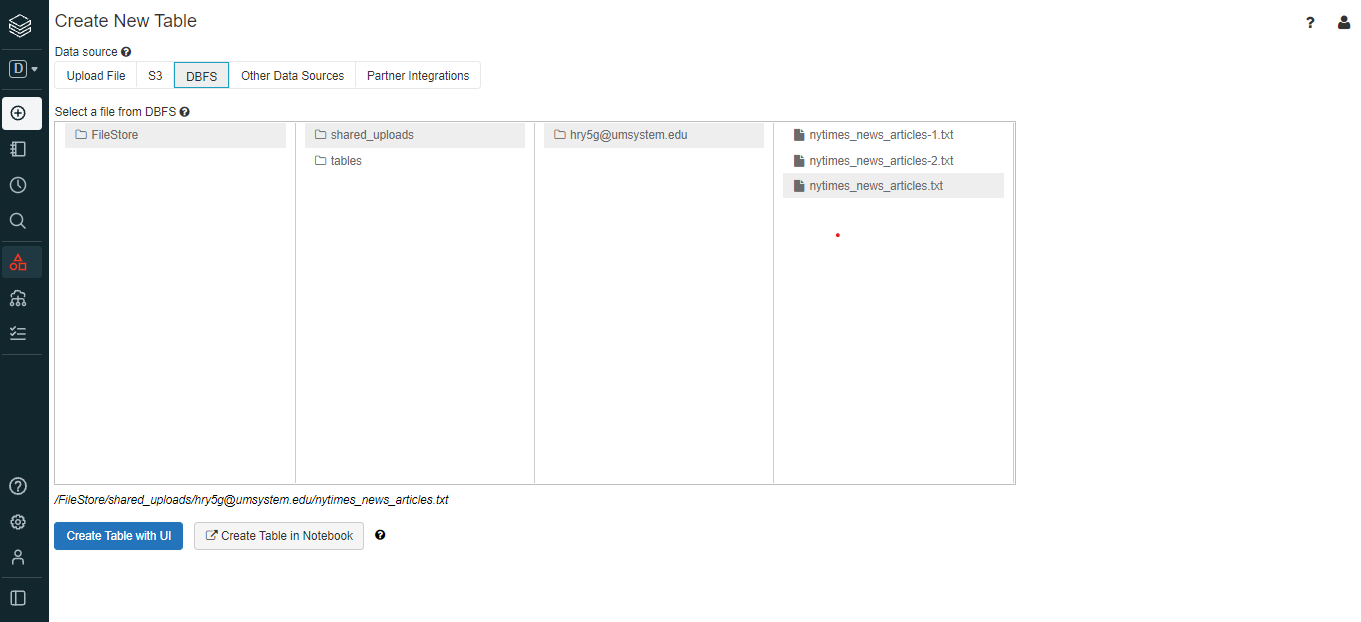 Create New Table
?
D
Data source ?
Upload File S3 DBFS Other Data Sources Partner Integrations
Select a file from DBFS ?
FileStore shared_uploads hry5g@umsystem.edu nytimes_news_articles-1.txt
tables nytimes_news_articles-2.txt
nytimes_news_articles.txt
/FileStore/shared_uploads/hry5g@umsystem.edu/nytimes_news_articles.txt
Create Table with UI Create Table in Notebook ?